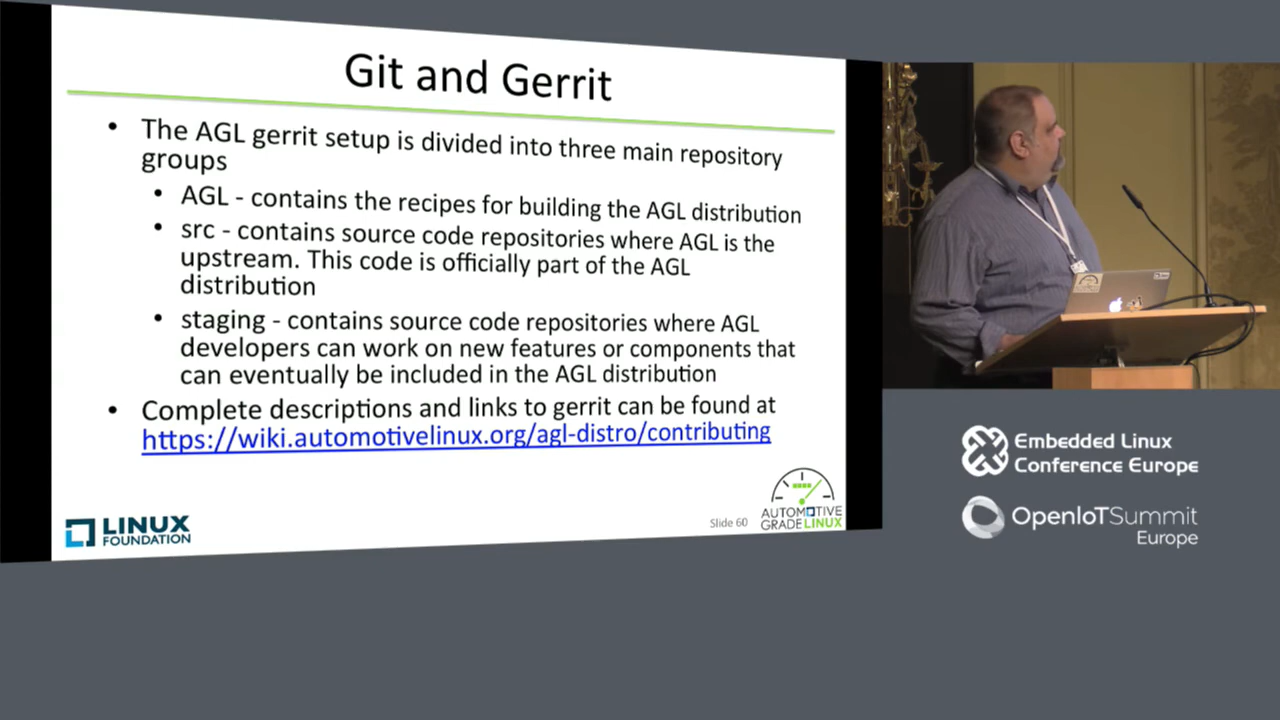 Git and Gerrit
• The AGL gerrit setup is divided into three main repository
groups
• AGL - contains the recipes for building the AGL distribution
• src - contains source code repositories where AGL is the
upstream. This code is officially part of the AGL
distribution
• staging - contains source code repositories where AGL
developers can work on new features or components that
can eventually be included in the AGL distribution
• Complete descriptions and links to gerrit can be found at
https://wiki.automotivelinux.org/agl-distro/contributing
LINUX
FOUNDATION
Slide 60
AUTOMOTIVE
GRADELINUX
Embedded Linux
Conference Europe
OpenIoTSummit
Europe